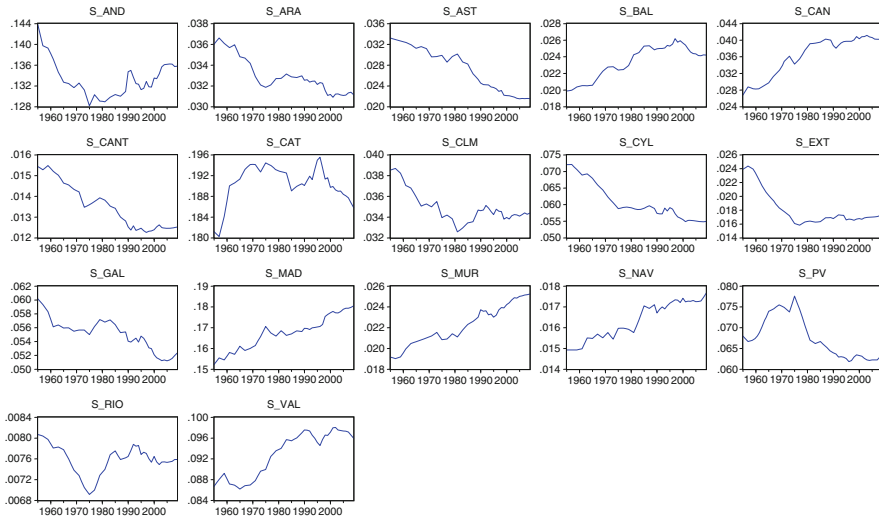 S_AND
.144
.140
.136
.132
.128
1960 1970 1980 1990 2000
S_ARA
.038
.036
.034
.032
.030
1960 1970 1980 1990 2000
S_AST
.036
.032
.028
.024
.020
1960 1970 1980 1990 2000
S_BAL
.028
.026
.024
.022
.020
.018
1960 1970 1980 1990 2000
S_CAN
.044
.040
.036
.032
.028
.024
1960 1970 1980 1990 2000
S_CANT
.016
.015
.014
.013
.012
1960 1970 1980 1990 2000
S_CAT
.196
.192
.188
.184
.180
1960 1970 1980 1990 2000
S_CLM
.040
.038
.036
.034
.032
1960 1970 1980 1990 2000
S_CYL
.075
.070
.065
.060
.055
.050
1960 1970 1980 1990 2000
S_EXT
.026
.024
.022
.020
.018
.016
.014
1960 1970 1980 1990 2000
S_GAL
.062
.060
.058
.056
.054
.052
.050
1960 1970 1980 1990 2000
S_MAD
.19
.18
.17
.16
.15
1960 1970 1980 1990 2000
S_MUR
.026
.024
.022
.020
.018
1960 1970 1980 1990 2000
S_NAV
.018
.017
.016
.015
.014
1960 1970 1980 1990 2000
S_PV
.080
.075
.070
.065
.060
1960 1970 1980 1990 2000
S_RIO
.0084
.0080
.0076
.0072
.0068
1960 1970 1980 1990 2000
S_VAL
.100
.096
.092
.088
.084
1960 1970 1980 1990 2000